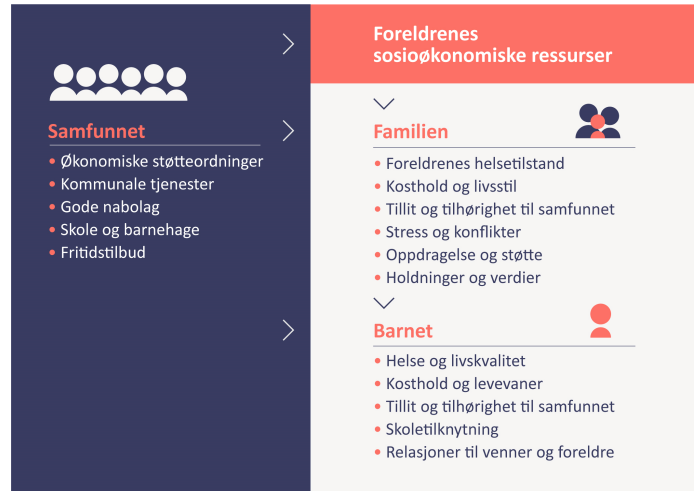 Samfunnet
• Økonomiske støtteordninger
• Kommunale tjenester
• Gode nabolag
• Skole og barnehage
• Fritidstilbud
Foreldrenes
sosioøkonomiske ressurser
Familien
• Foreldrenes helsetilstand
• Kosthold og livsstil
• Tillit og tilhørighet til samfunnet
• Stress og konflikter
• Oppdragelse og støtte
• Holdninger og verdier
Barnet
• Helse og livskvalitet
• Kosthold og levevaner
• Tillit og tilhørighet til samfunnet
• Skoletilknytning
• Relasjoner til venner og foreldre